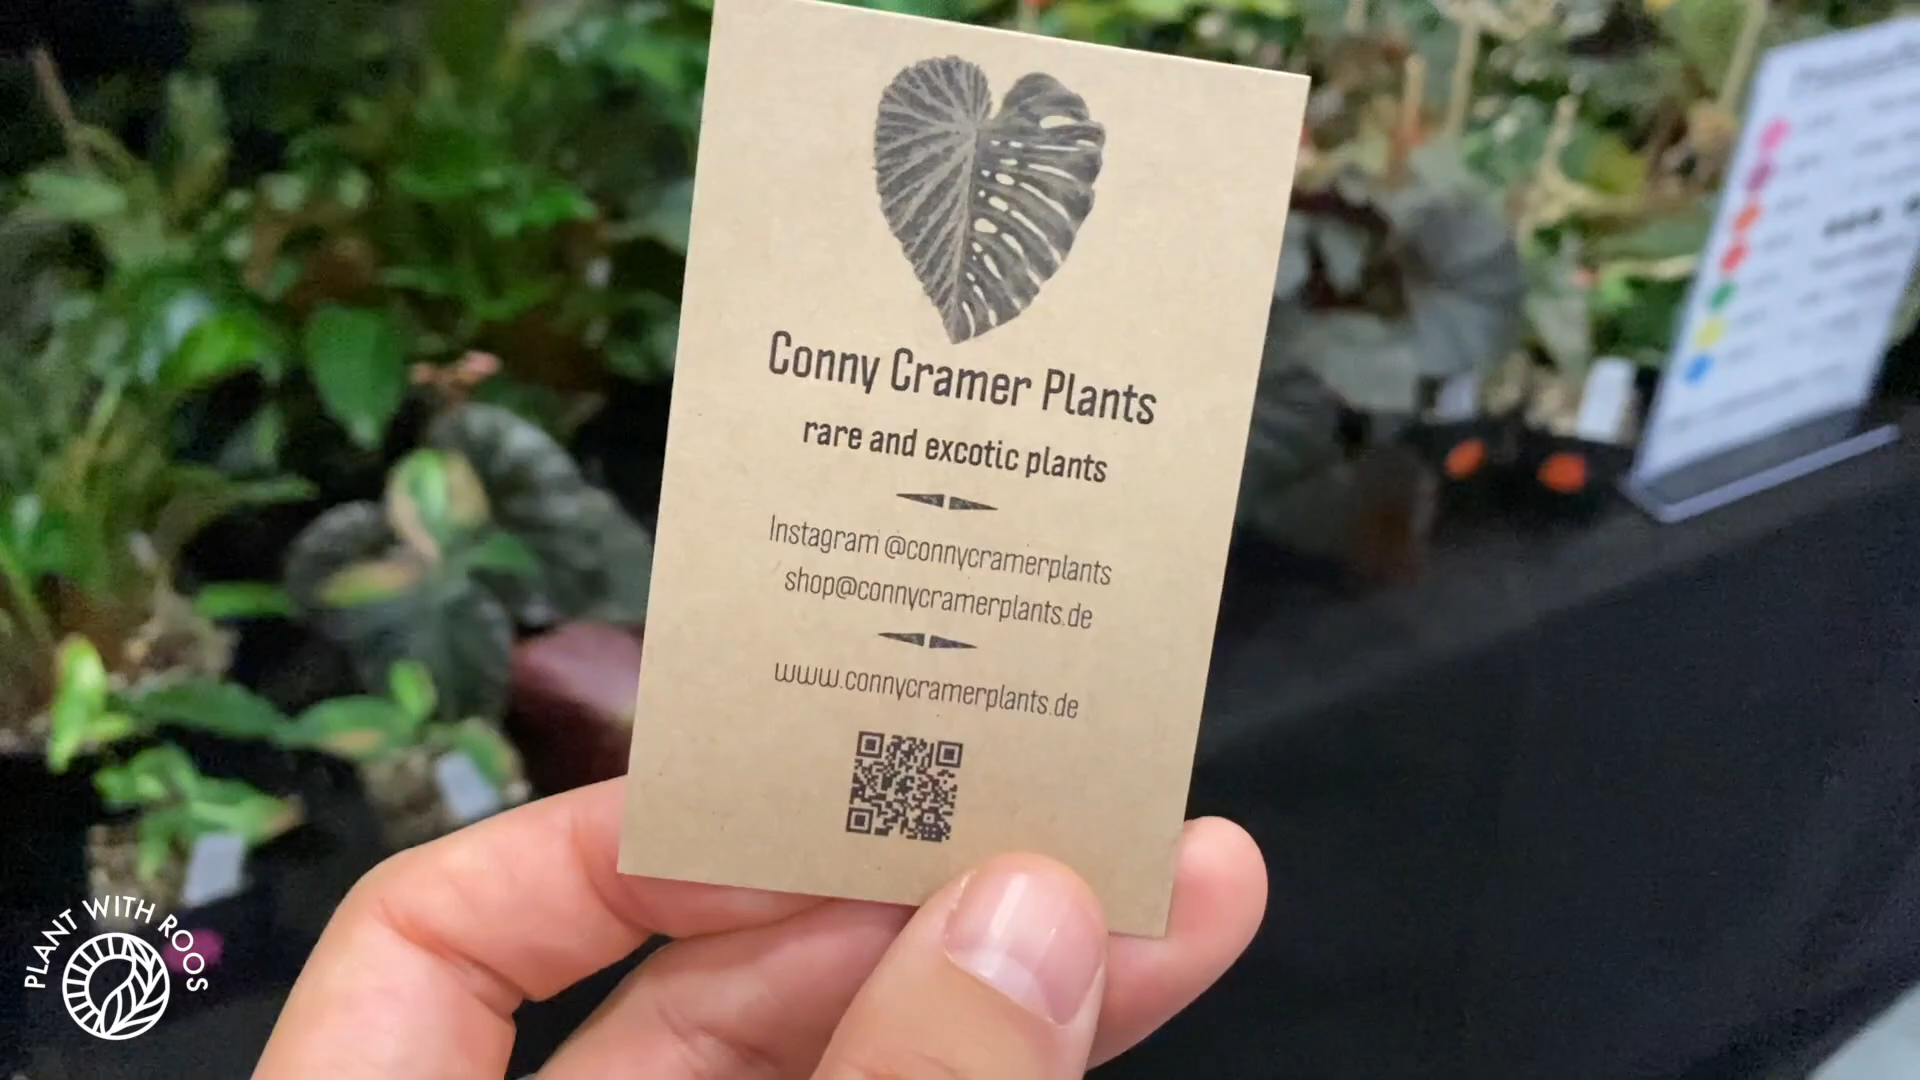 Conny Cramer Plants
rare and excotic plants
Instagram @connycramerplants
shop@connycramerplants.de
www.connycramerplants.de
PLANT WITH ROOS